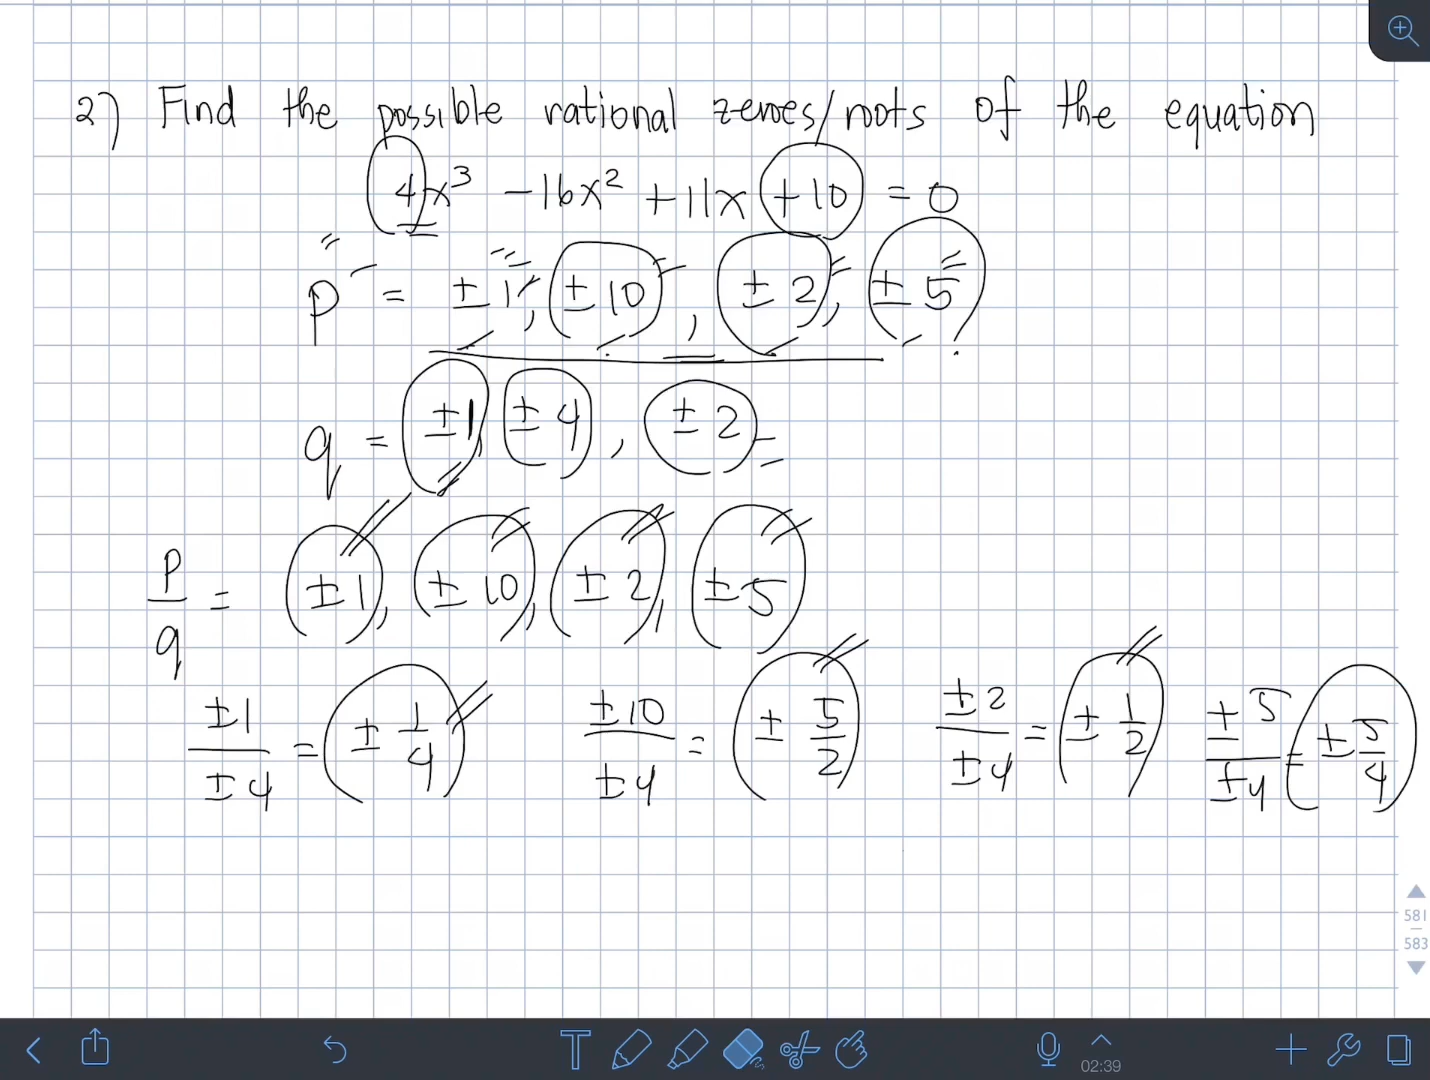 2) Find the possible rational zeroes/roots of the equation
4x³ - 16x² + 11x + 10 = 0
p = ± 1, ± 10, ± 2, ± 5
q = ±1, ± 4, ± 2
p/q = ±1, ± 10, ± 2, ± 5
±1/±4 = ± 1/4 ±10/±4 = ± 5/2 ±2/±4 = ± 1/2 ±5/±4 = ± 5/4
581
583
T
02:39